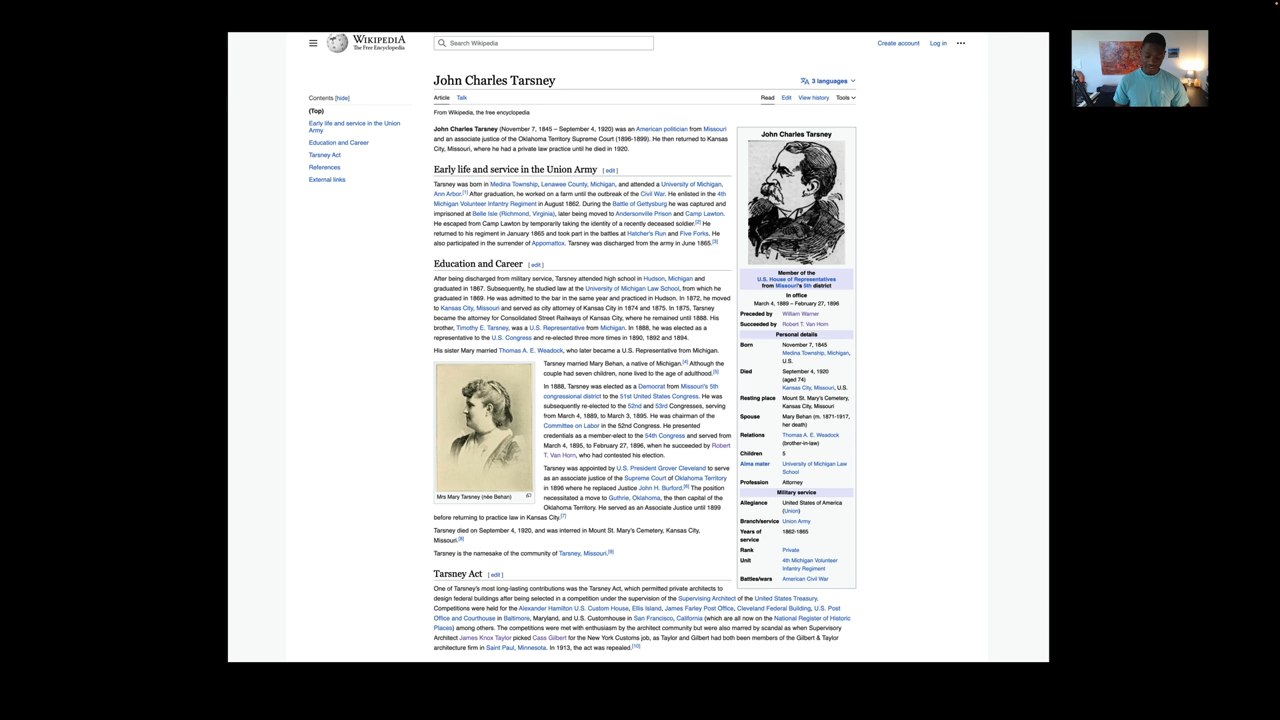 WIKIPEDIA
The Free Encyclopedia
Search Wikipedia
Create account Log in •••
John Charles Tarsney
3 languages
Article Talk
Read Edit View history Tools
From Wikipedia, the free encyclopedia
Contents [hide]
(Top)
Early life and service in the Union
Army
Education and Career
Tarsney Act
References
External links
John Charles Tarsney (November 7, 1845 – September 4, 1920) was an American politician from Missouri
and an associate justice of the Oklahoma Territory Supreme Court (1896-1899). He then returned to Kansas
City, Missouri, where he had a private law practice until he died in 1920.
Early life and service in the Union Army [ edit ]
Tarsney was born in Medina Township, Lenawee County, Michigan, and attended a University of Michigan,
Ann Arbor.[1] After graduation, he worked on a farm until the outbreak of the Civil War. He enlisted in the 4th
Michigan Volunteer Infantry Regiment in August 1862. During the Battle of Gettysburg he was captured and
imprisoned at Belle Isle (Richmond, Virginia), later being moved to Andersonville Prison and Camp Lawton.
He escaped from Camp Lawton by temporarily taking the identity of a recently deceased soldier.[2] He
returned to his regiment in January 1865 and took part in the battles at Hatcher's Run and Five Forks. He
also participated in the surrender of Appomattox. Tarsney was discharged from the army in June 1865.[3]
Education and Career [ edit ]
After being discharged from military service, Tarsney attended high school in Hudson, Michigan and
graduated in 1867. Subsequently, he studied law at the University of Michigan Law School, from which he
graduated in 1869. He was admitted to the bar in the same year and practiced in Hudson. In 1872, he moved
to Kansas City, Missouri and served as city attorney of Kansas City in 1874 and 1875. In 1875, Tarsney
became the attorney for Consolidated Street Railways of Kansas City, where he remained until 1888. His
brother, Timothy E. Tarsney, was a U.S. Representative from Michigan. In 1888, he was elected as a
representative to the U.S. Congress and re-elected three more times in 1890, 1892 and 1894.
His sister Mary married Thomas A. E. Weadock, who later became a U.S. Representative from Michigan.
Mrs Mary Tarsney (née Behan)
Tarsney married Mary Behan, a native of Michigan.[4] Although the
couple had seven children, none lived to the age of adulthood.[5]
In 1888, Tarsney was elected as a Democrat from Missouri's 5th
congressional district to the 51st United States Congress. He was
subsequently re-elected to the 52nd and 53rd Congresses, serving
from March 4, 1889, to March 3, 1895. He was chairman of the
Committee on Labor in the 52nd Congress. He presented
credentials as a member-elect to the 54th Congress and served from
March 4, 1895, to February 27, 1896, when he succeeded by Robert
T. Van Horn, who had contested his election.
Tarsney was appointed by U.S. President Grover Cleveland to serve
as an associate justice of the Supreme Court of Oklahoma Territory
in 1896 where he replaced Justice John H. Burford.[6] The position
necessitated a move to Guthrie, Oklahoma, the then capital of the
Oklahoma Territory. He served as an Associate Justice until 1899
before returning to practice law in Kansas City.[7]
Tarsney died on September 4, 1920, and was interred in Mount St. Mary's Cemetery, Kansas City,
Missouri.[8]
Tarsney is the namesake of the community of Tarsney, Missouri.[9]
Tarsney Act [ edit ]
One of Tarsney's most long-lasting contributions was the Tarsney Act, which permitted private architects to
design federal buildings after being selected in a competition under the supervision of the Supervising Architect of the United States Treasury.
Competitions were held for the Alexander Hamilton U.S. Custom House, Ellis Island, James Farley Post Office, Cleveland Federal Building, U.S. Post
Office and Courthouse in Baltimore, Maryland, and U.S. Customhouse in San Francisco, California (which are all now on the National Register of Historic
Places) among others. The competitions were met with enthusiasm by the architect community but were also marred by scandal as when Supervisory
Architect James Knox Taylor picked Cass Gilbert for the New York Customs job, as Taylor and Gilbert had both been members of the Gilbert & Taylor
architecture firm in Saint Paul, Minnesota. In 1913, the act was repealed.[10]
John Charles Tarsney
Member of the
U.S. House of Representatives
from Missouri's 5th district
In office
March 4, 1889 – February 27, 1896
Preceded by William Warner
Succeeded by Robert T. Van Horn
Personal details
Born November 7, 1845
Medina Township, Michigan,
U.S.
Died September 4, 1920
(aged 74)
Kansas City, Missouri, U.S.
Resting place Mount St. Mary's Cemetery,
Kansas City, Missouri
Spouse Mary Behan (m. 1871-1917,
her death)
Relations Thomas A. E. Weadock
(brother-in-law)
Children 5
Alma mater University of Michigan Law
School
Profession Attorney
Military service
Allegiance United States of America
(Union)
Branch/service Union Army
Years of 1862-1865
service
Rank Private
Unit 4th Michigan Volunteer
Infantry Regiment
Battles/wars American Civil War